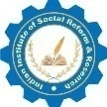 Indian Institute of Social Reform & Research